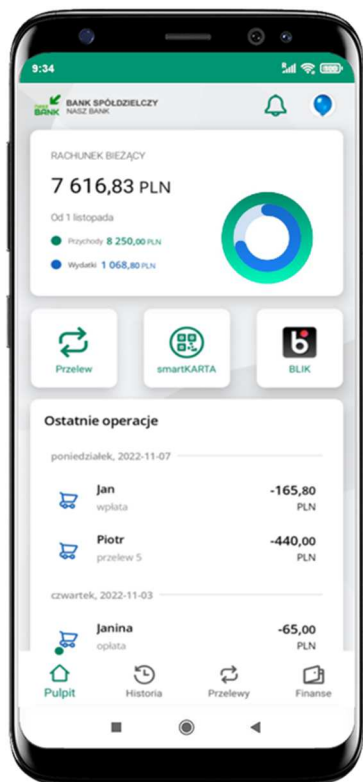 9:34
NASZ BANK
BANK SPÓŁDZIELCZY
NASZ BANK
RACHUNEK BIEŻĄCY
7 616,83 PLN
Od 1 listopada
Przychody 8 250,00 PLN
Wydatki 1 068,80 PLN
Przelew
smartKARTA
BLIK
Ostatnie operacje
poniedziałek, 2022-11-07
Jan -165,80
wpłata PLN
Piotr -440,00
przelew 5 PLN
czwartek, 2022-11-03
Janina -65,00
opłata PLN
Pulpit Historia Przelewy Finanse